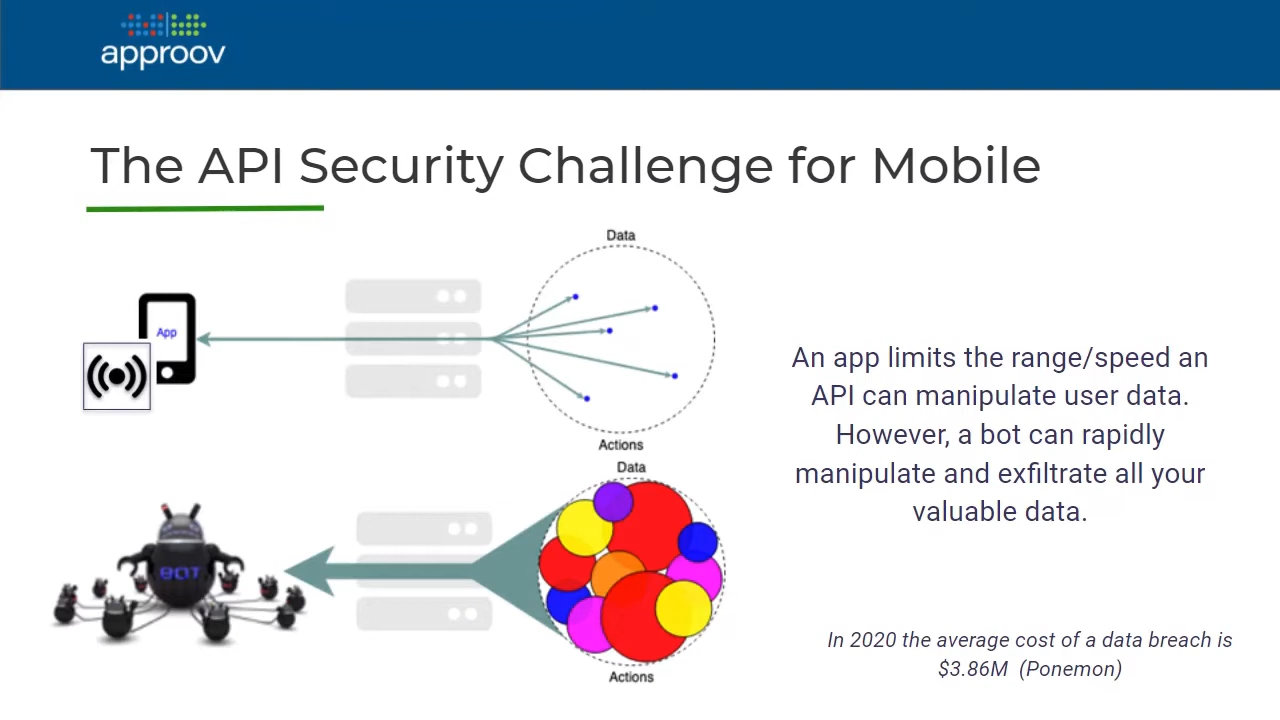 approov
The API Security Challenge for Mobile
Data
App
Actions
An app limits the range/speed an
API can manipulate user data.
However, a bot can rapidly
manipulate and exfiltrate all your
valuable data.
Data
BOT
Actions
In 2020 the average cost of a data breach is
$3.86M (Ponemon)